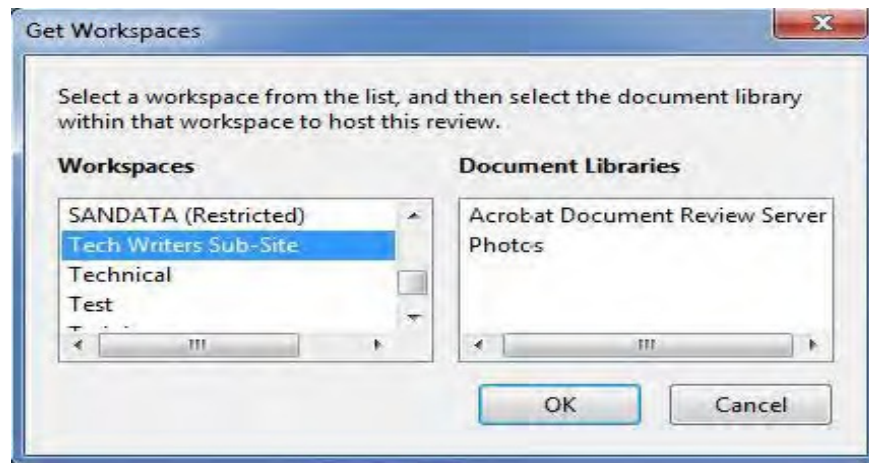 Get Workspaces
Select a workspace from the list, and then select the document library
within that workspace to host this review.
Workspaces
Document Libraries
SANDATA (Restricted)
Tech Writers Sub-Site
Technical
Test
Acrobat Document Review Server
Photos
OK
Cancel